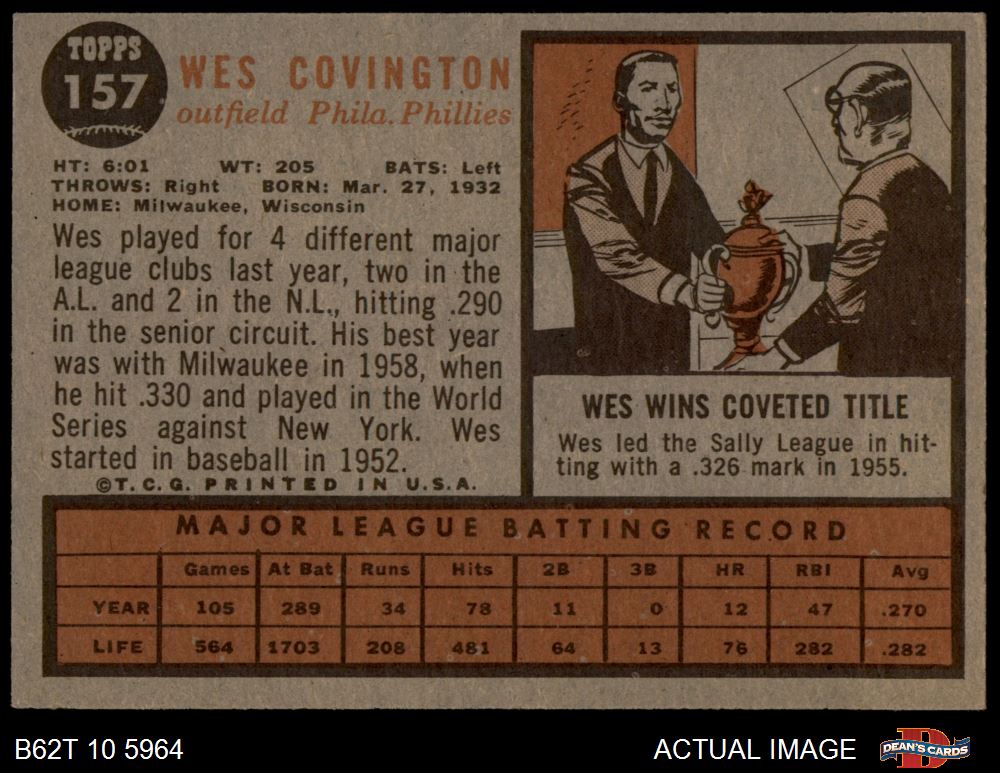 TOPPS
157
WES COVINGTON
outfield Phila. Phillies
HT: 6:01 WT: 205 BATS: Left
THROWS: Right BORN: Mar. 27, 1932
HOME: Milwaukee, Wisconsin
Wes played for 4 different major
league clubs last year, two in the
A.L. and 2 in the N.L., hitting .290
in the senior circuit. His best year
was with Milwaukee in 1958, when
he hit .330 and played in the World
Series against New York. Wes
started in baseball in 1952.
©T.C.G. PRINTED IN U.S.A.
WES WINS COVETED TITLE
Wes led the Sally League in hit-
ting with a .326 mark in 1955.
MAJOR LEAGUE BATTING RECORD
Games At Bat Runs Hits 2B 3B HR RBI Avg
YEAR 105 289 34 78 11 0 12 47 .270
LIFE 564 1703 208 481 64 13 76 282 .282
B62T 10 5964
ACTUAL IMAGE
DEAN'S CARDS